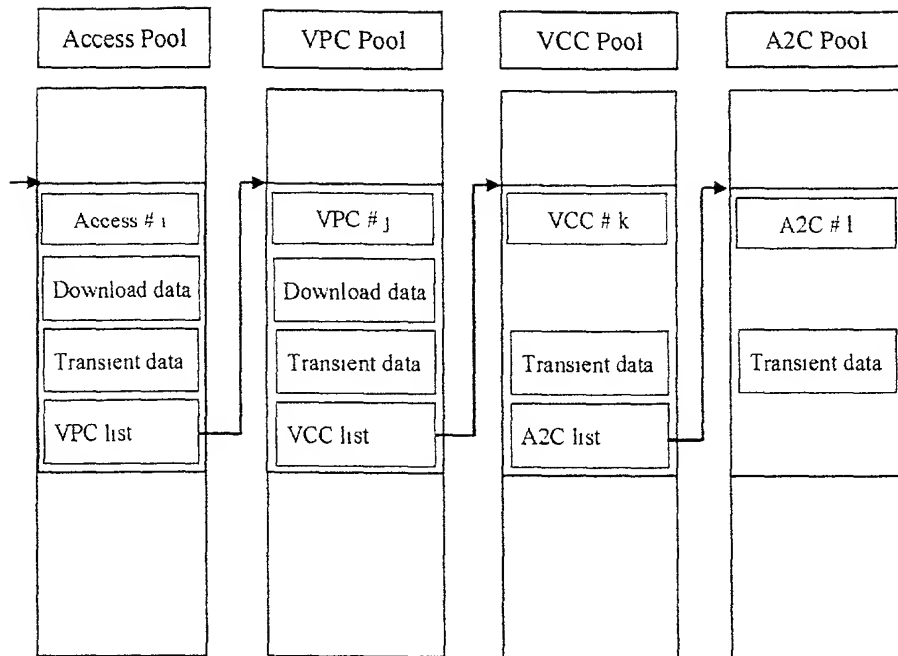 Access Pool
VPC Pool
VCC Pool
A2C Pool
Access # i
VPC # j
VCC # k
A2C # l
Download data
Download data
Transient data
Transient data
Transient data
Transient data
VPC list
VCC list
A2C list